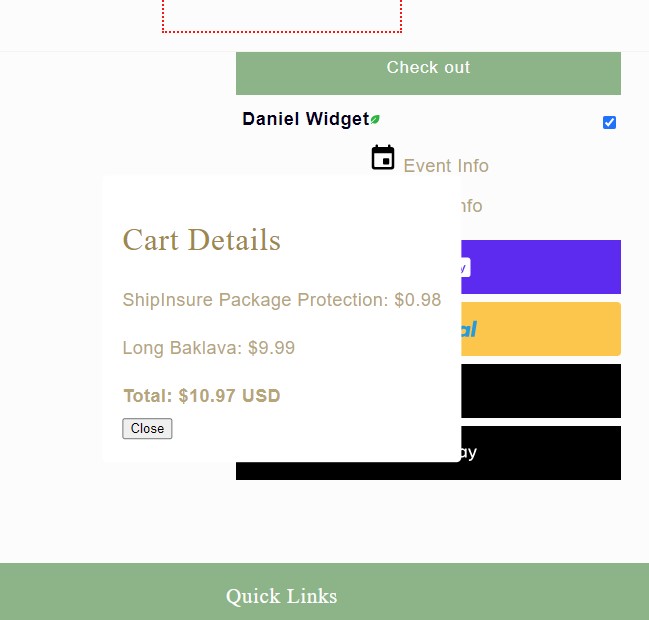 Check out
Daniel Widget
Event Info
nfo
Cart Details
ShipInsure Package Protection: $0.98
y
al
Long Baklava: $9.99
Total: $10.97 USD
Close
ay
Quick Links